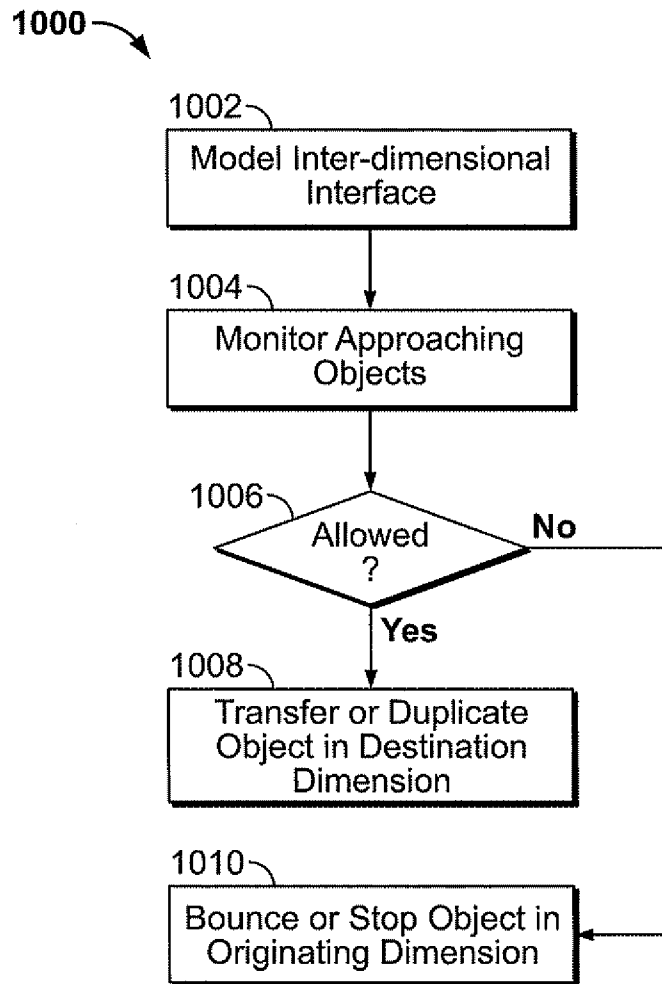 1000
1002
Model Inter-dimensional
Interface
1004
Monitor Approaching
Objects
1006
Allowed
?
No
Yes
1008
Transfer or Duplicate
Object in Destination
Dimension
1010
Bounce or Stop Object in
Originating Dimension